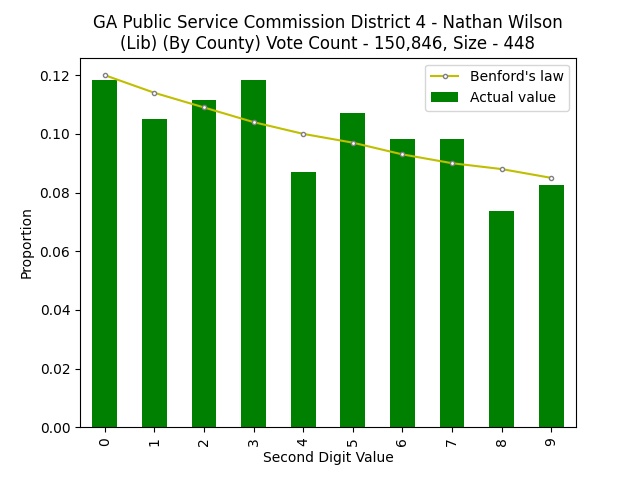 GA Public Service Commission District 4 - Nathan Wilson
(Lib) (By County) Vote Count - 150,846, Size - 448
Benford's law
Actual value
Proportion
0.12
0.10
0.08
0.06
0.04
0.02
0.00
0 1 2 3 4 5 6 7 8 9
Second Digit Value